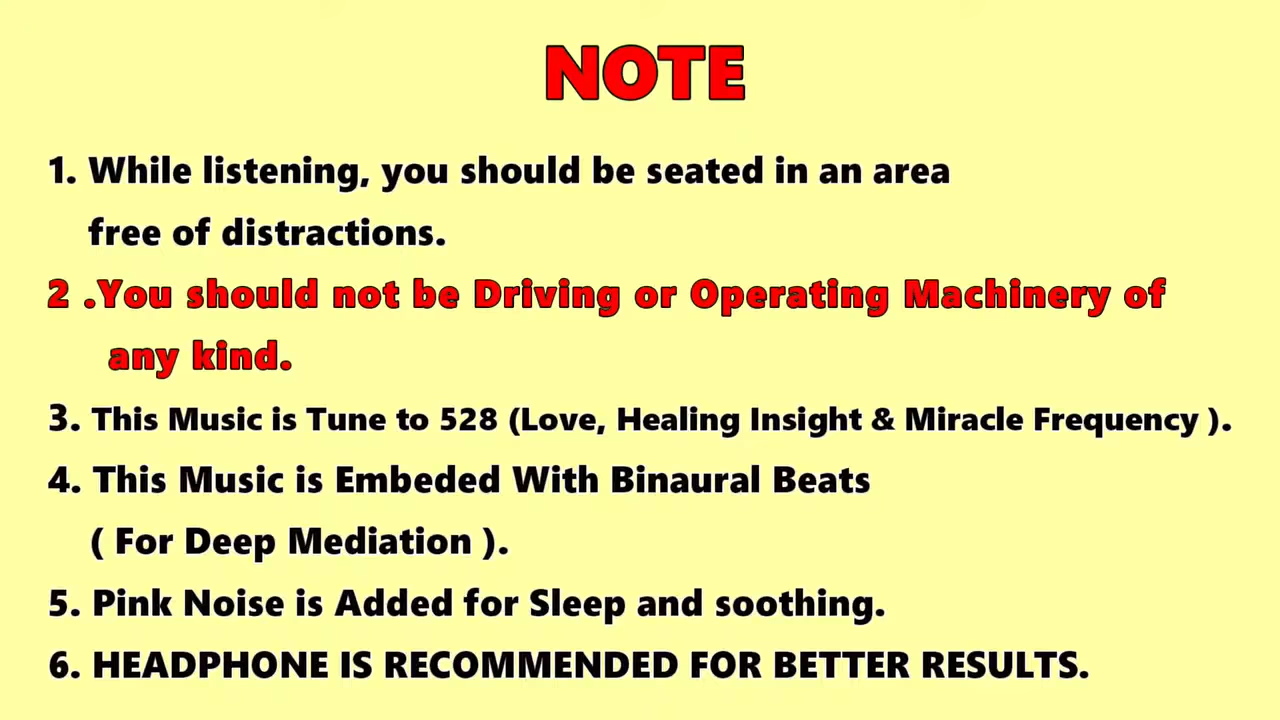 NOTE
1. While listening, you should be seated in an area
free of distractions.
2 .You should not be Driving or Operating Machinery of
any kind.
3. This Music is Tune to 528 (Love, Healing Insight & Miracle Frequency ).
4. This Music is Embeded With Binaural Beats
( For Deep Mediation ).
5. Pink Noise is Added for Sleep and soothing.
6. HEADPHONE IS RECOMMENDED FOR BETTER RESULTS.